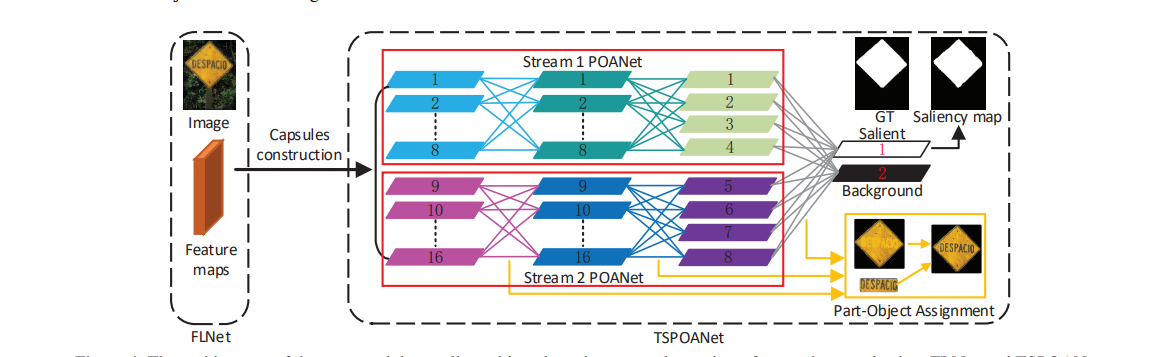 Stream 1 POANet
DESPACIO
Image
1
2
8
1
2
8
1
2
3
4
GT
Saliency map
Salient
1
2
Background
Capsules
construction
Feature
maps
9
10
16
9
10
16
5
6
7
8
Stream 2 POANet
DESPACIO
DESPACIO
DESPACIO
Part-Object Assignment
FLNet
TSPOANet